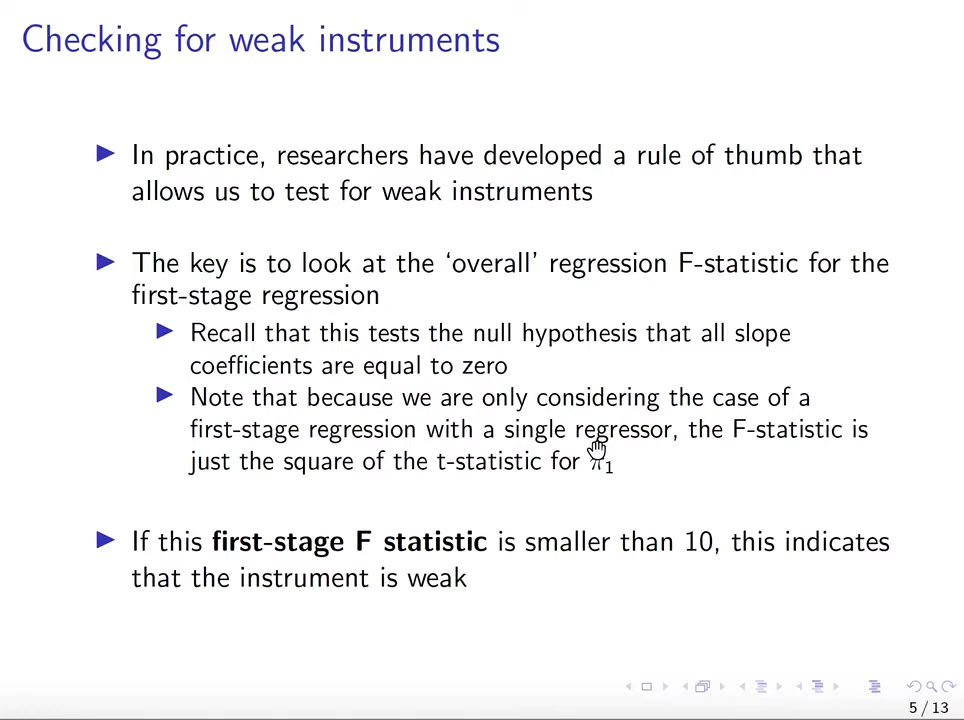 Checking for weak instruments
In practice, researchers have developed a rule of thumb that
allows us to test for weak instruments
The key is to look at the ‘overall’ regression F-statistic for the
first-stage regression
Recall that this tests the null hypothesis that all slope
coefficients are equal to zero
Note that because we are only considering the case of a
first-stage regression with a single regressor, the F-statistic is
just the square of the t-statistic for π̂₁
If this first-stage F statistic is smaller than 10, this indicates
that the instrument is weak
5 / 13